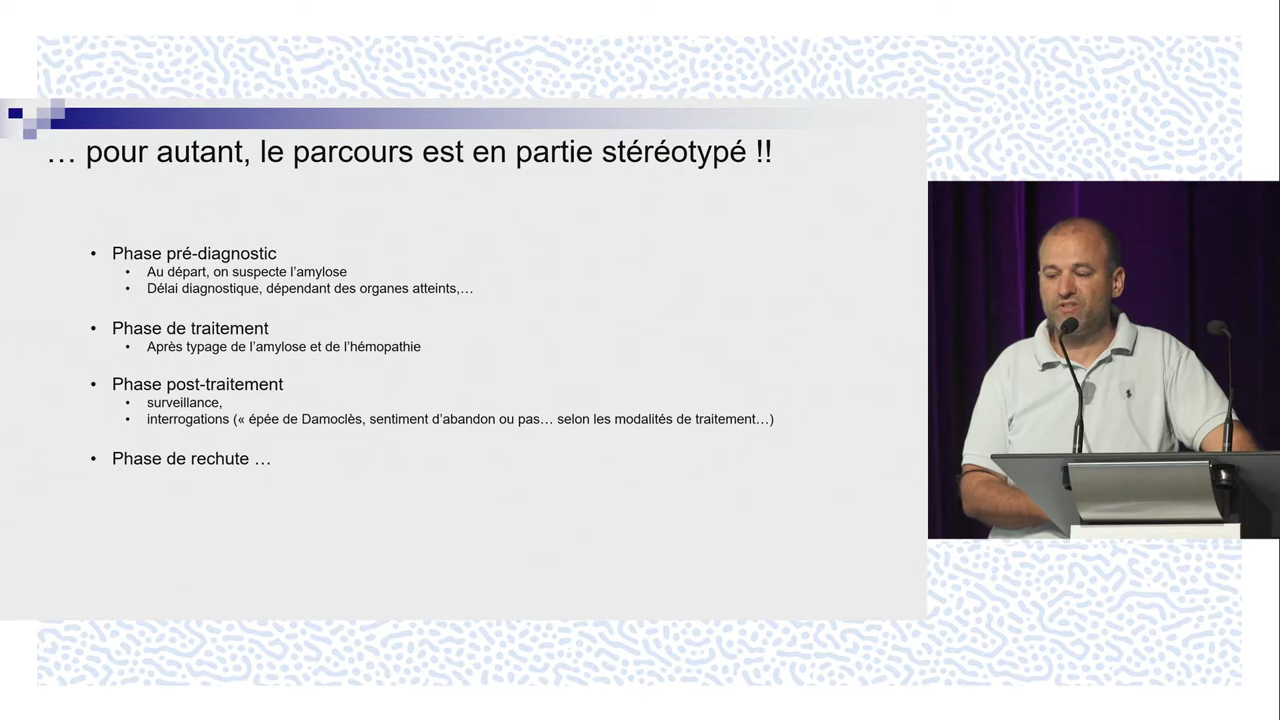 … pour autant, le parcours est en partie stéréotypé !!
• Phase pré-diagnostic
• Au départ, on suspecte l’amylose
• Délai diagnostique, dépendant des organes atteints,…
• Phase de traitement
• Après typage de l’amylose et de l’hémopathie
• Phase post-traitement
• surveillance,
• interrogations (« épée de Damoclès, sentiment d’abandon ou pas… selon les modalités de traitement…)
• Phase de rechute …